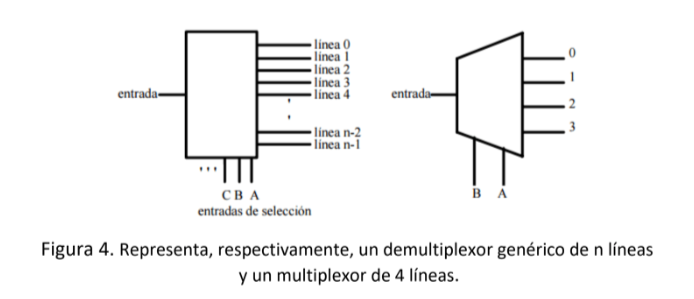 línea 0
línea 1
línea 2
línea 3
línea 4
línea n-2
línea n-1
entrada
...
C B A
entradas de selección
entrada
0
1
2
3
B A
Figura 4. Representa, respectivamente, un demultiplexor genérico de n líneas
y un multiplexor de 4 líneas.